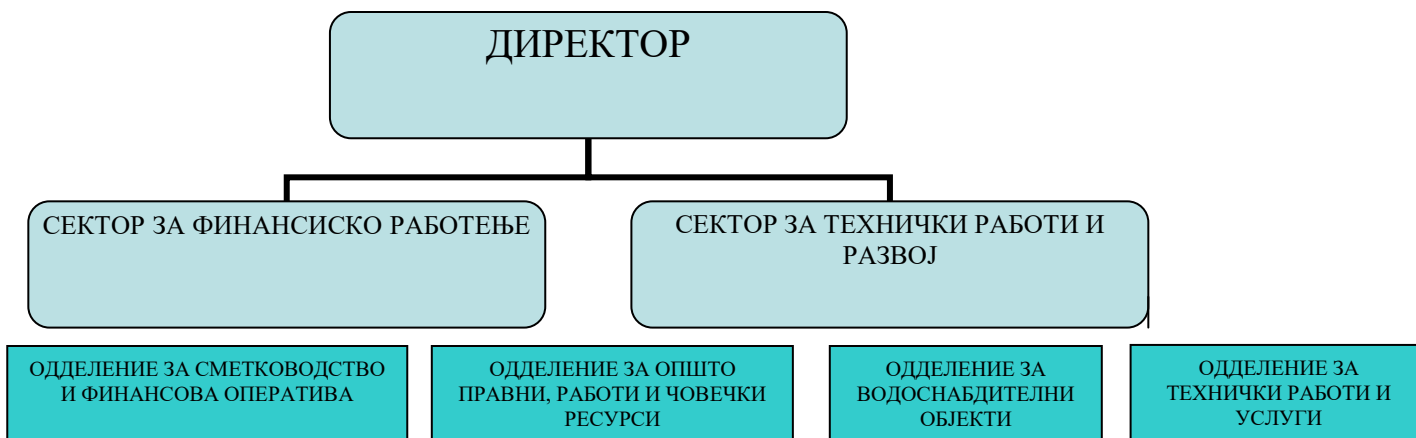 ДИРЕКТОР
СЕКТОР ЗА ФИНАНСИСКО РАБОТЕЊЕ
СЕКТОР ЗА ТЕХНИЧКИ РАБОТИ И
РАЗВОЈ
ОДДЕЛЕНИЕ ЗА СМЕТКОВОДСТВО
И ФИНАНСОВА ОПЕРАТИВА
ОДДЕЛЕНИЕ ЗА ОПШТО
ПРАВНИ, РАБОТИ И ЧОВЕЧКИ
РЕСУРСИ
ОДДЕЛЕНИЕ ЗА
ВОДОСНАБДИТЕЛНИ
ОБЈЕКТИ
ОДДЕЛЕНИЕ ЗА
ТЕХНИЧКИ РАБОТИ И
УСЛУГИ